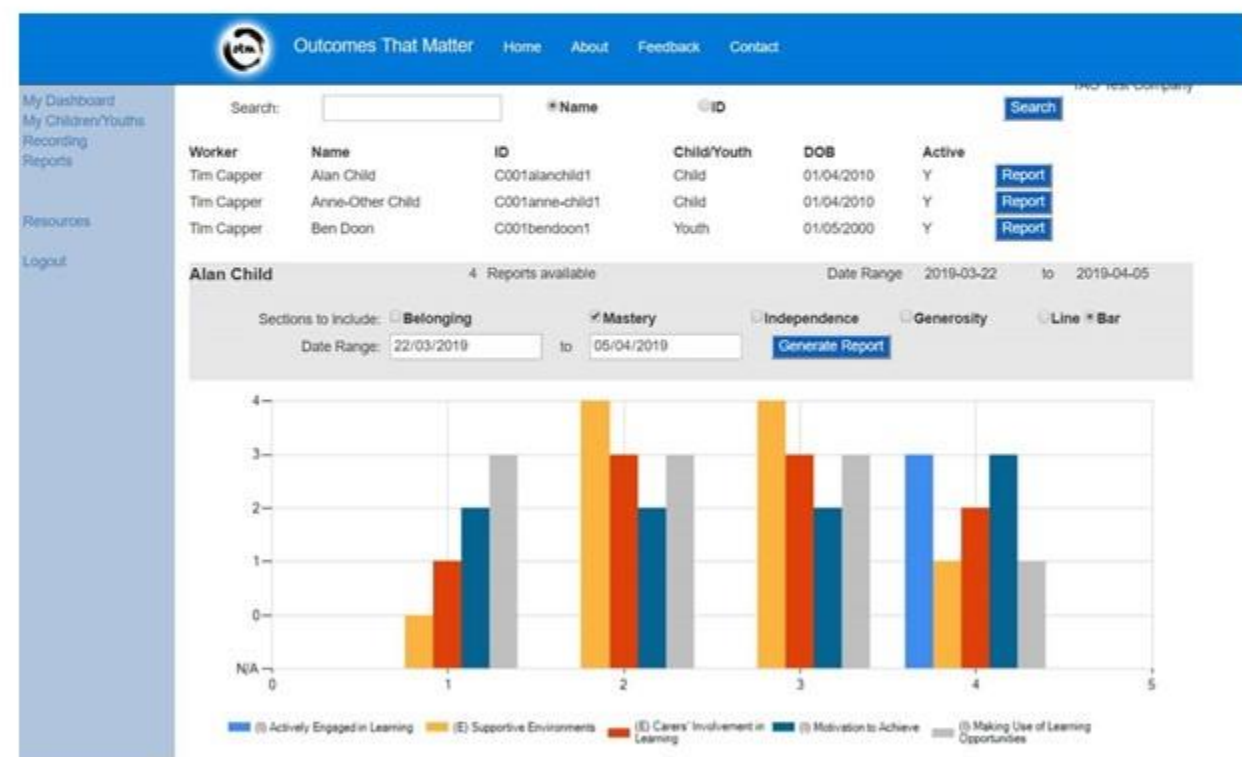 otm Outcomes That Matter Home About Feedback Contact
My Dashboard
My Children/Youths
Recording
Reports
Resources
Logout
Test Company
Search: Name ID Search
Worker Name ID Child/Youth DOB Active
Tim Capper Alan Child C001alanchild1 Child 01/04/2010 Y Report
Tim Capper Anne-Other Child C001anne-child1 Child 01/04/2010 Y Report
Tim Capper Ben Doon C001bendoon1 Youth 01/05/2000 Y Report
Alan Child 4 Reports available Date Range 2019-03-22 to 2019-04-05
Sections to include: Belonging Mastery Independence Generosity Line Bar
Date Range: 22/03/2019 to 05/04/2019 Generate Report
4
3
2
1
0
N/A
0 1 2 3 4 5
(I) Actively Engaged in Learning (E) Supportive Environments (E) Carers' Involvement in Learning (I) Motivation to Achieve (I) Making Use of Learning Opportunities